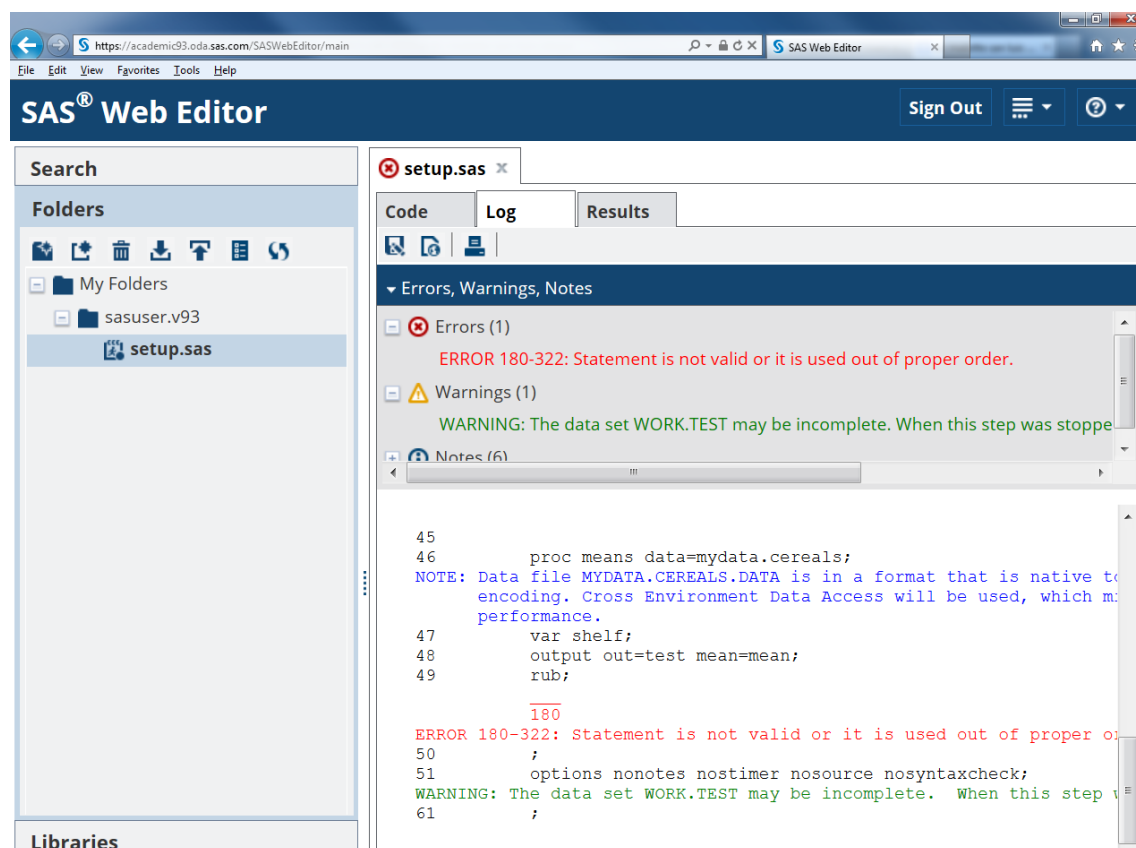 https://academic93.oda.sas.com/SASWebEditor/main
SAS Web Editor
File Edit View Favorites Tools Help
SAS® Web Editor
Sign Out
Search
Folders
My Folders
sasuser.v93
setup.sas
Libraries
setup.sas
Code Log Results
Errors, Warnings, Notes
Errors (1)
ERROR 180-322: Statement is not valid or it is used out of proper order.
Warnings (1)
WARNING: The data set WORK.TEST may be incomplete. When this step was stoppe
Notes (6)
45
46 proc means data=mydata.cereals;
NOTE: Data file MYDATA.CEREALS.DATA is in a format that is native to
encoding. Cross Environment Data Access will be used, which
performance.
47 var shelf;
48 output out=test mean=mean;
49 rub;
180
ERROR 180-322: Statement is not valid or it is used out of proper
50 ;
51 options nonotes nostimer nosource nosyntaxcheck;
WARNING: The data set WORK.TEST may be incomplete. When this step
61 ;